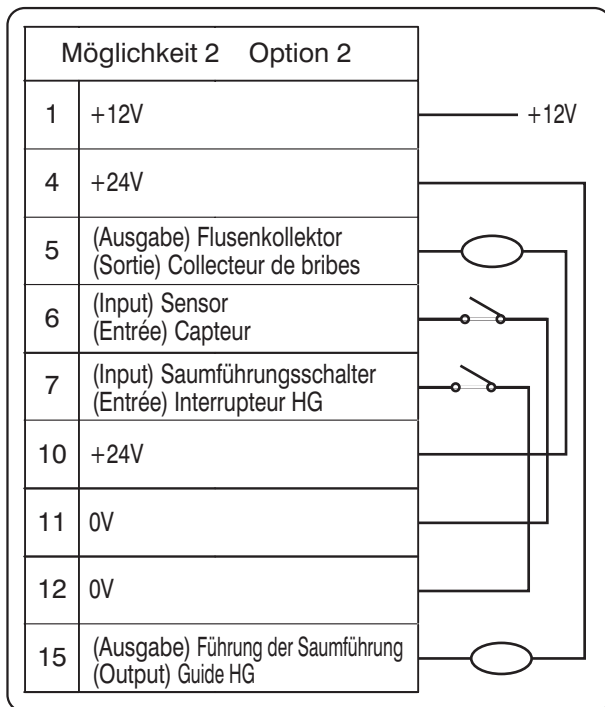 Möglichkeit 2 Option 2
1 +12V +12V
4 +24V
5 (Ausgabe) Flusenkollektor
(Sortie) Collecteur de bribes
6 (Input) Sensor
(Entrée) Capteur
7 (Input) Saumführungsschalter
(Entrée) Interrupteur HG
10 +24V
11 0V
12 0V
15 (Ausgabe) Führung der Saumführung
(Output) Guide HG